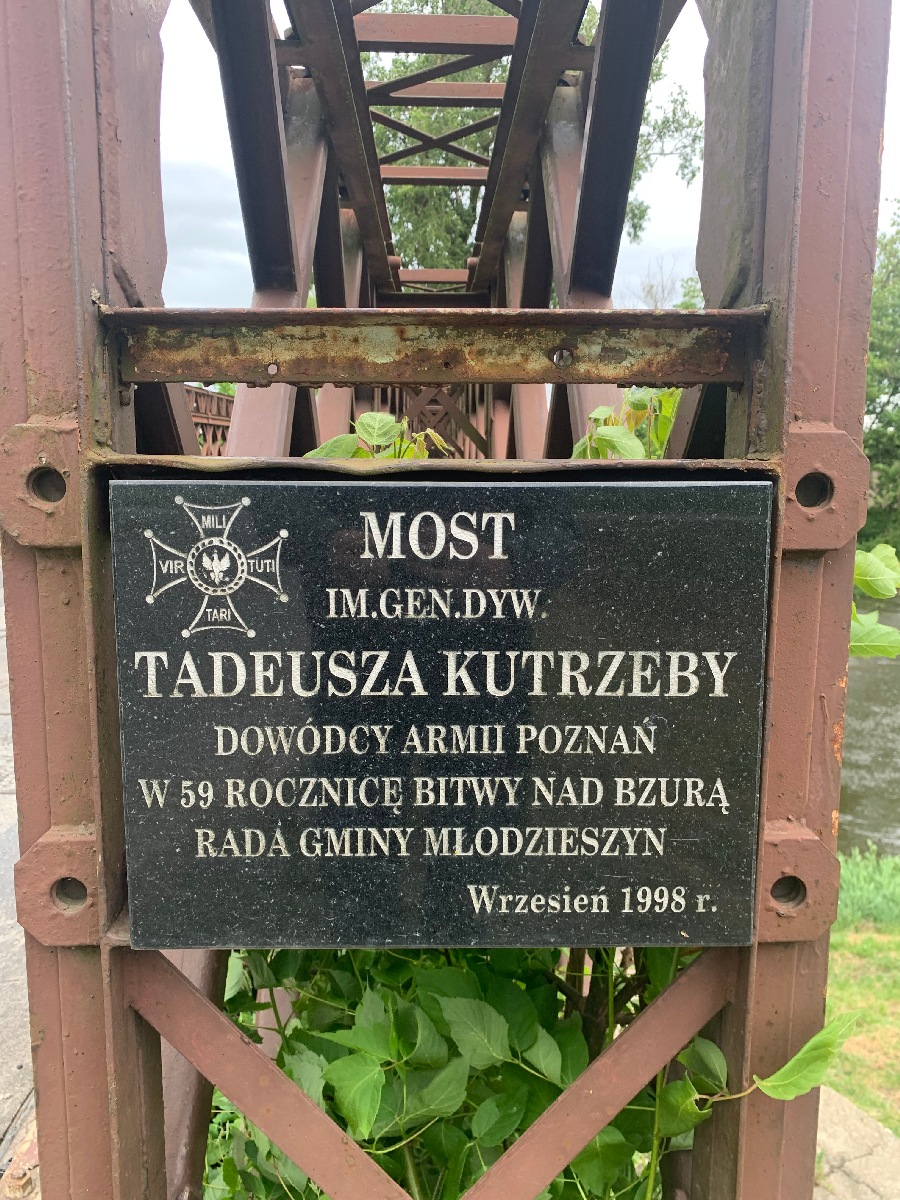 MILI
VIR TUTI
TARI
MOST
IM.GEN.DYW.
TADEUSZA KUTRZEBY
DOWÓDCY ARMII POZNAŃ
W 59 ROCZNICĘ BITWY NAD BZURĄ
RADA GMINY MŁODZIESZYN
Wrzesień 1998 r.